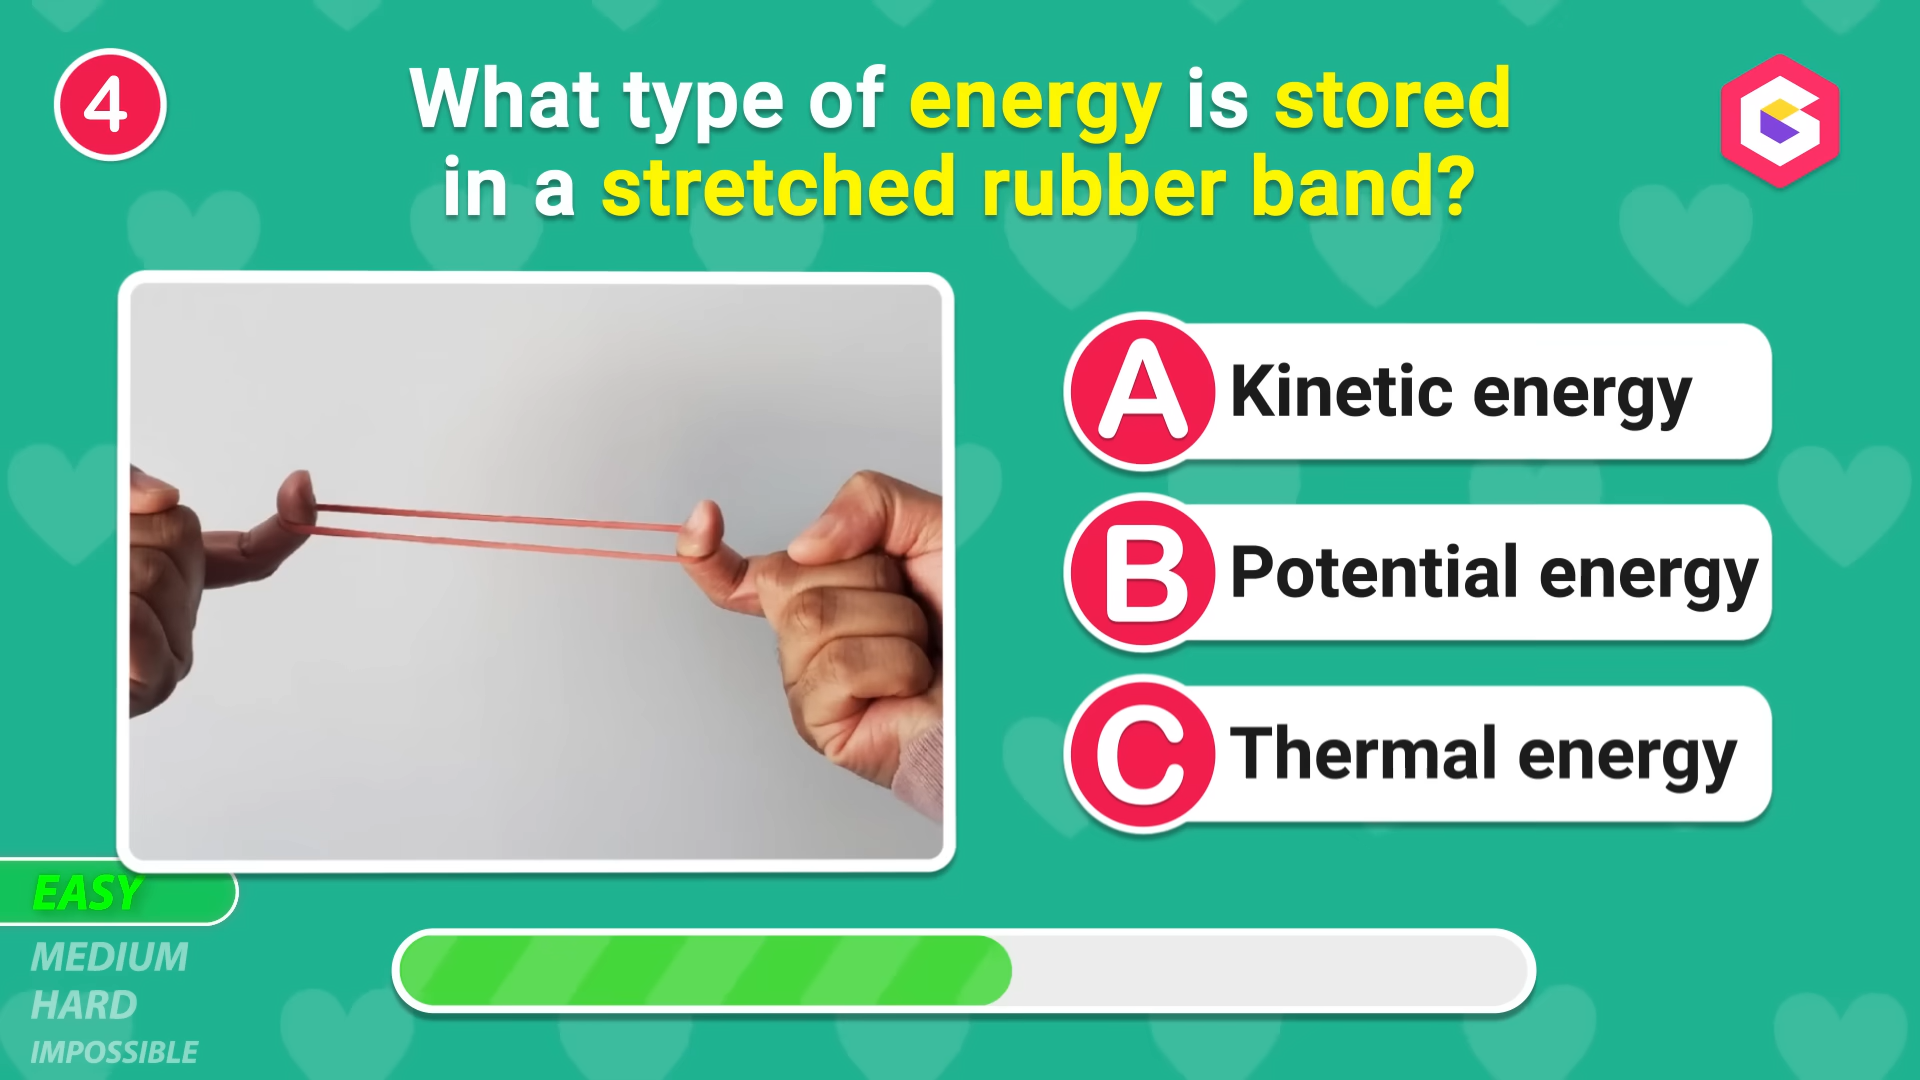 4
What type of energy is stored
in a stretched rubber band?
A Kinetic energy
B Potential energy
C Thermal energy
EASY
MEDIUM
HARD
IMPOSSIBLE